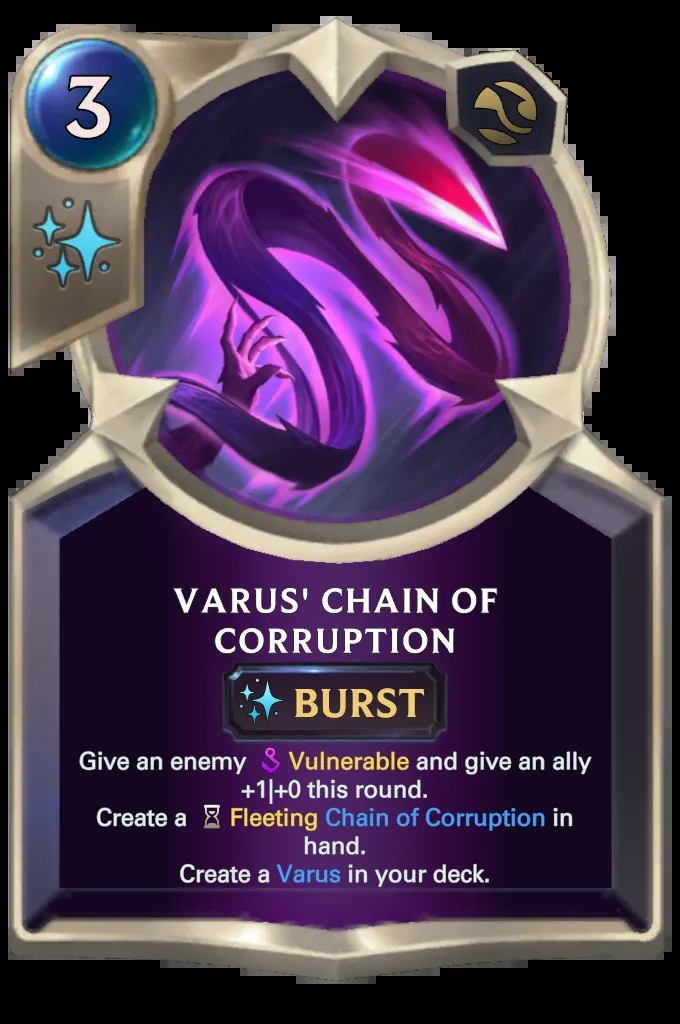 3
VARUS' CHAIN OF
CORRUPTION
BURST
Give an enemy Vulnerable and give an ally
+1|+0 this round.
Create a Fleeting Chain of Corruption in
hand.
Create a Varus in your deck.